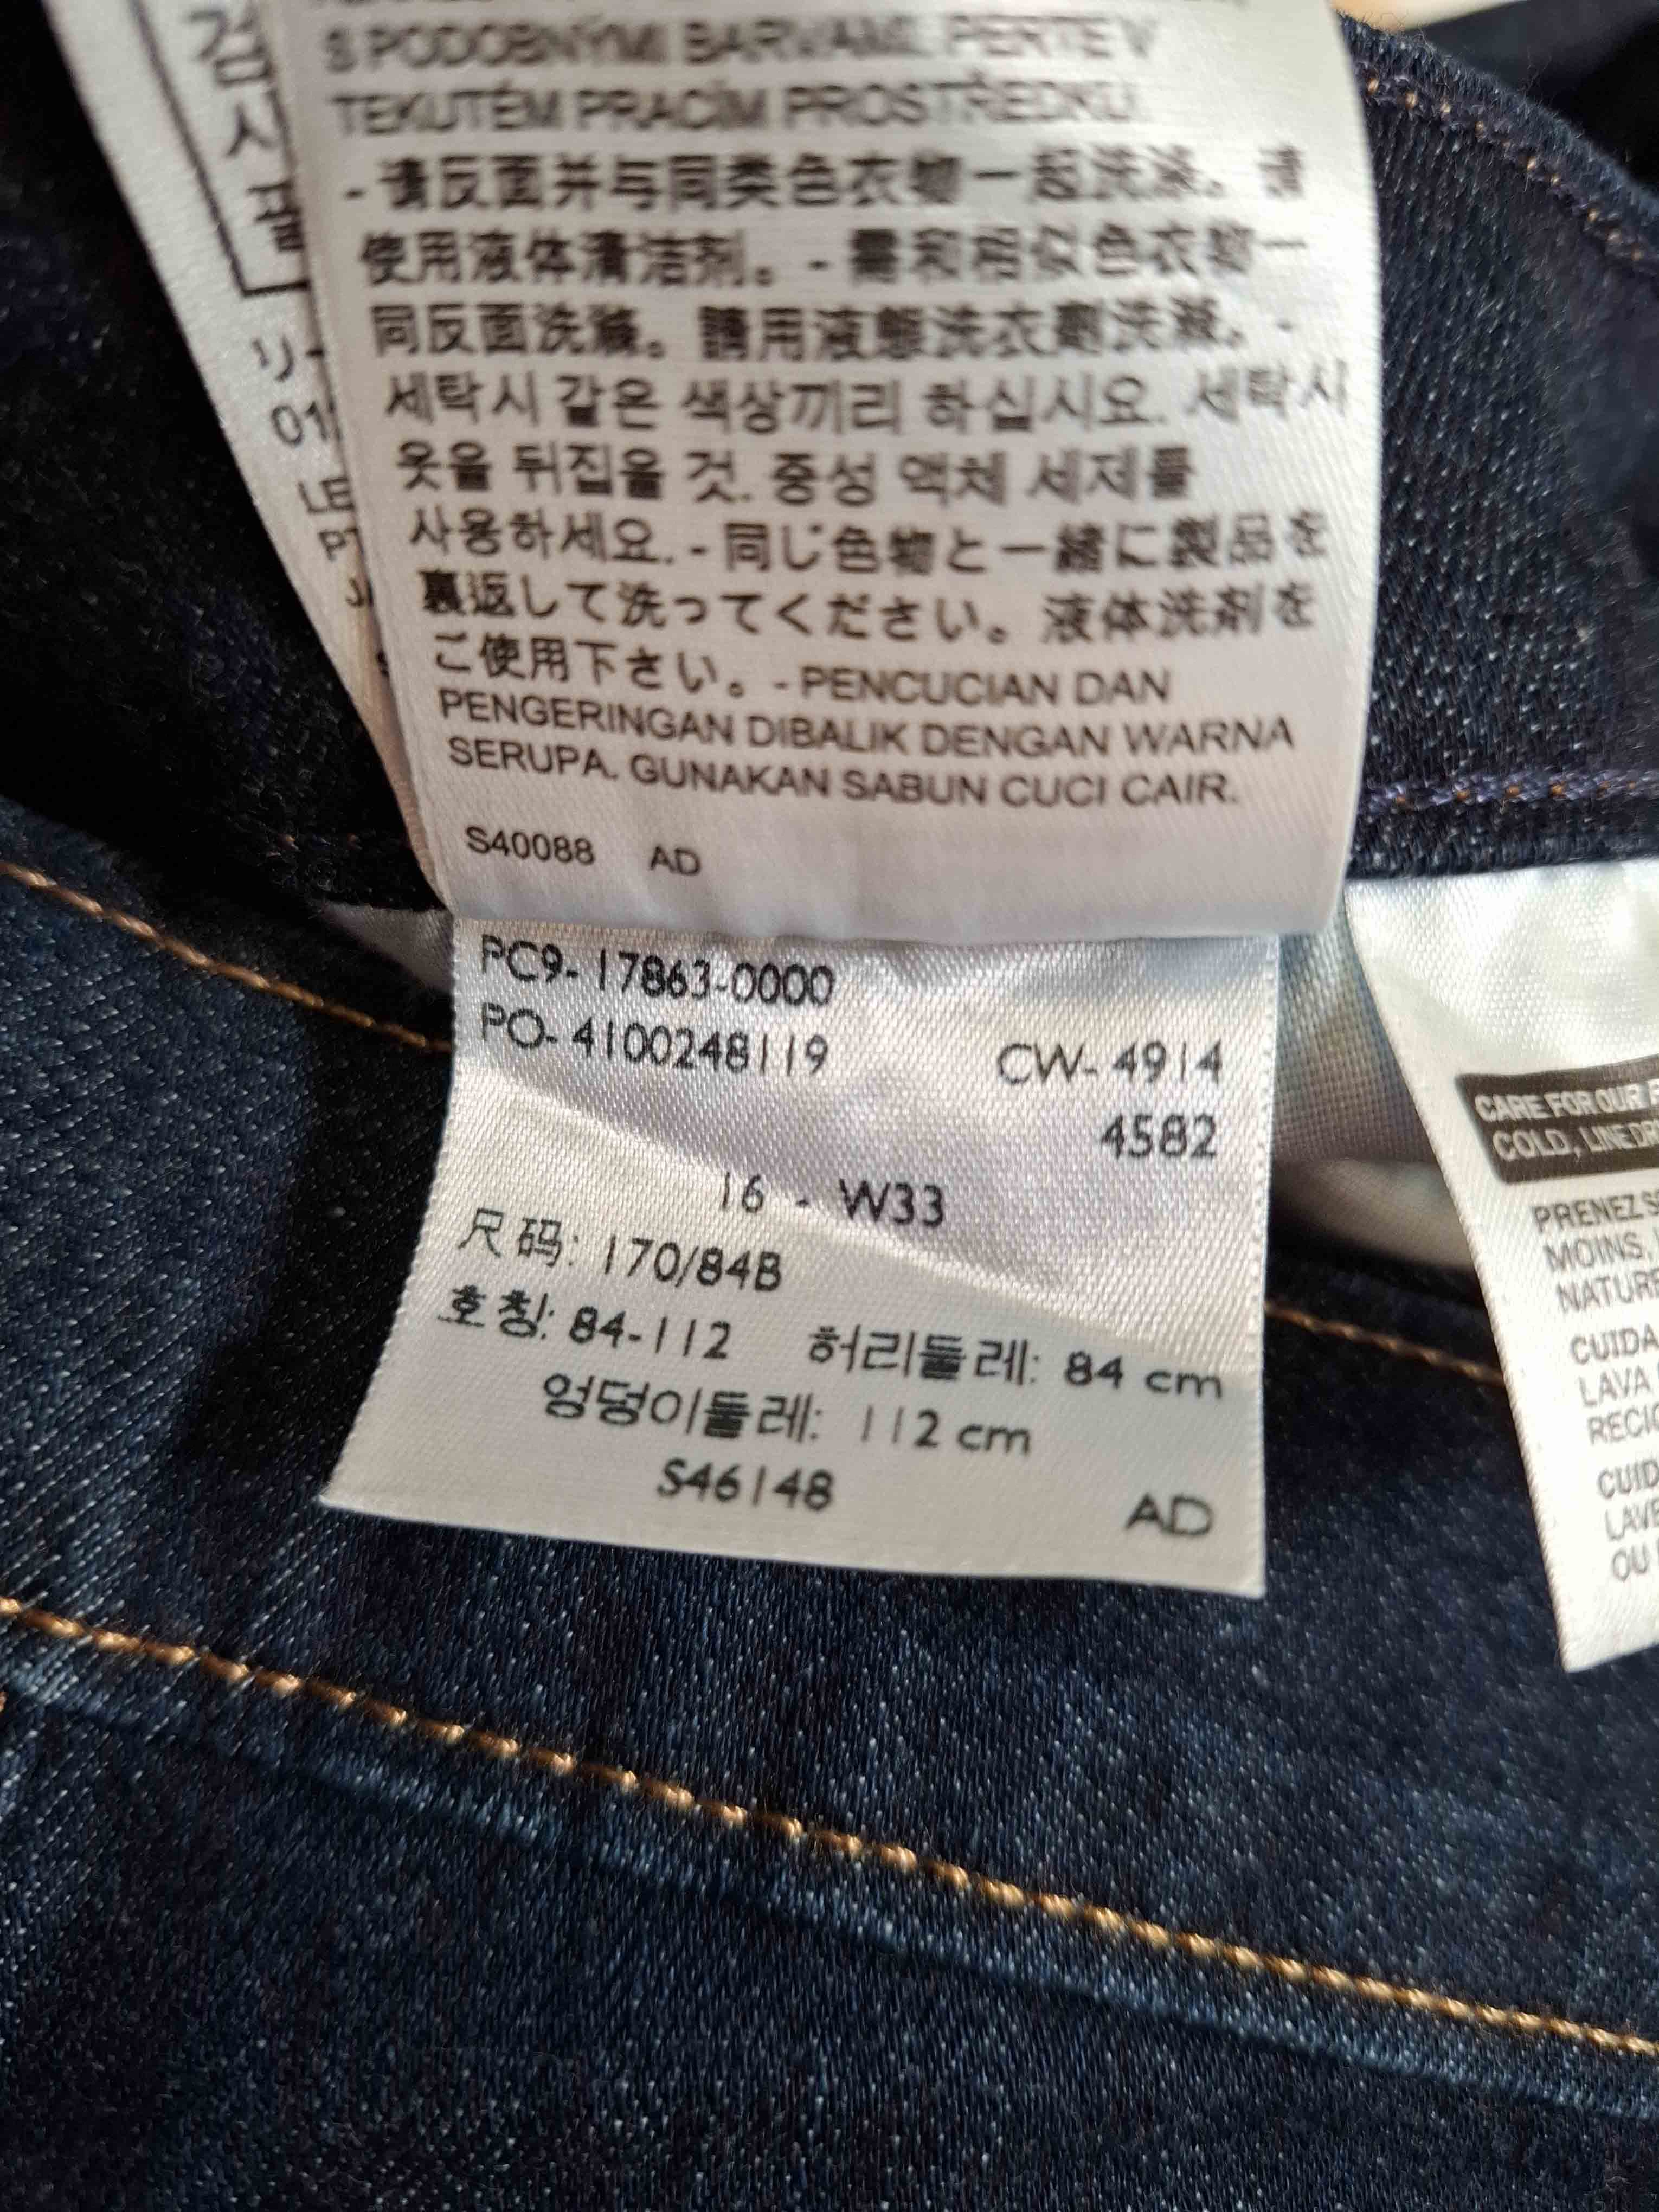 검
사
필
01
LE
S PODOBNÝMI BARVAMI. PERTE V
TEKUTÉM PRACÍM PROSTŘEDKU.
- 请反面并与同类色衣物一起洗涤。请
使用液体清洁剂。- 需和相似色衣物一
同反面洗滌。請用液態洗衣劑洗滌。-
세탁시 같은 색상끼리 하십시요. 세탁시
옷을 뒤집을 것. 중성 액체 세제를
사용하세요. - 同じ色物と一緒に製品を
裏返して洗ってください。液体洗剤を
ご使用下さい。- PENCUCIAN DAN
PENGERINGAN DIBALIK DENGAN WARNA
SERUPA. GUNAKAN SABUN CUCI CAIR.
S40088 AD
PC9-17863-0000
PO-4100248119 CW-4914
4582
16 - W33
尺码: 170/84B
호칭: 84-112 허리둘레: 84 cm
엉덩이둘레: 112 cm
S46148 AD
CARE FOR OUR
COLD, LINE
PRENEZ
MOINS,
NATURE
CUIDA
LAVA
RECIC
CUID
LAVE
OU